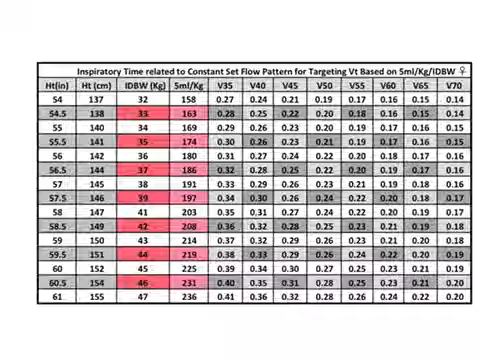 Inspiratory Time related to Constant Set Flow Pattern for Targeting Vt Based on 5ml/Kg/IDBW ♀
Ht(in) Ht (cm) IDBW (Kg) 5ml/Kg V35 V40 V45 V50 V55 V60 V65 V70
54 137 32 158 0.27 0.24 0.21 0.19 0.17 0.16 0.15 0.14
54.5 138 33 163 0.28 0.25 0.22 0.20 0.18 0.16 0.15 0.14
55 140 34 169 0.29 0.26 0.23 0.20 0.19 0.17 0.16 0.15
55.5 141 35 174 0.30 0.26 0.23 0.21 0.19 0.17 0.16 0.15
56 142 36 180 0.31 0.27 0.24 0.22 0.20 0.18 0.17 0.16
56.5 144 37 186 0.32 0.28 0.25 0.22 0.20 0.19 0.17 0.16
57 145 38 191 0.33 0.29 0.26 0.23 0.21 0.19 0.18 0.16
57.5 146 39 197 0.34 0.30 0.26 0.24 0.22 0.20 0.18 0.17
58 147 41 203 0.35 0.31 0.27 0.24 0.22 0.20 0.19 0.17
58.5 149 42 208 0.36 0.32 0.28 0.25 0.23 0.21 0.19 0.18
59 150 43 214 0.37 0.32 0.29 0.26 0.23 0.21 0.20 0.18
59.5 151 44 219 0.38 0.33 0.29 0.26 0.24 0.22 0.20 0.19
60 152 45 225 0.39 0.34 0.30 0.27 0.25 0.23 0.21 0.19
60.5 154 46 231 0.40 0.35 0.31 0.28 0.25 0.23 0.21 0.20
61 155 47 236 0.41 0.36 0.32 0.28 0.26 0.24 0.22 0.20